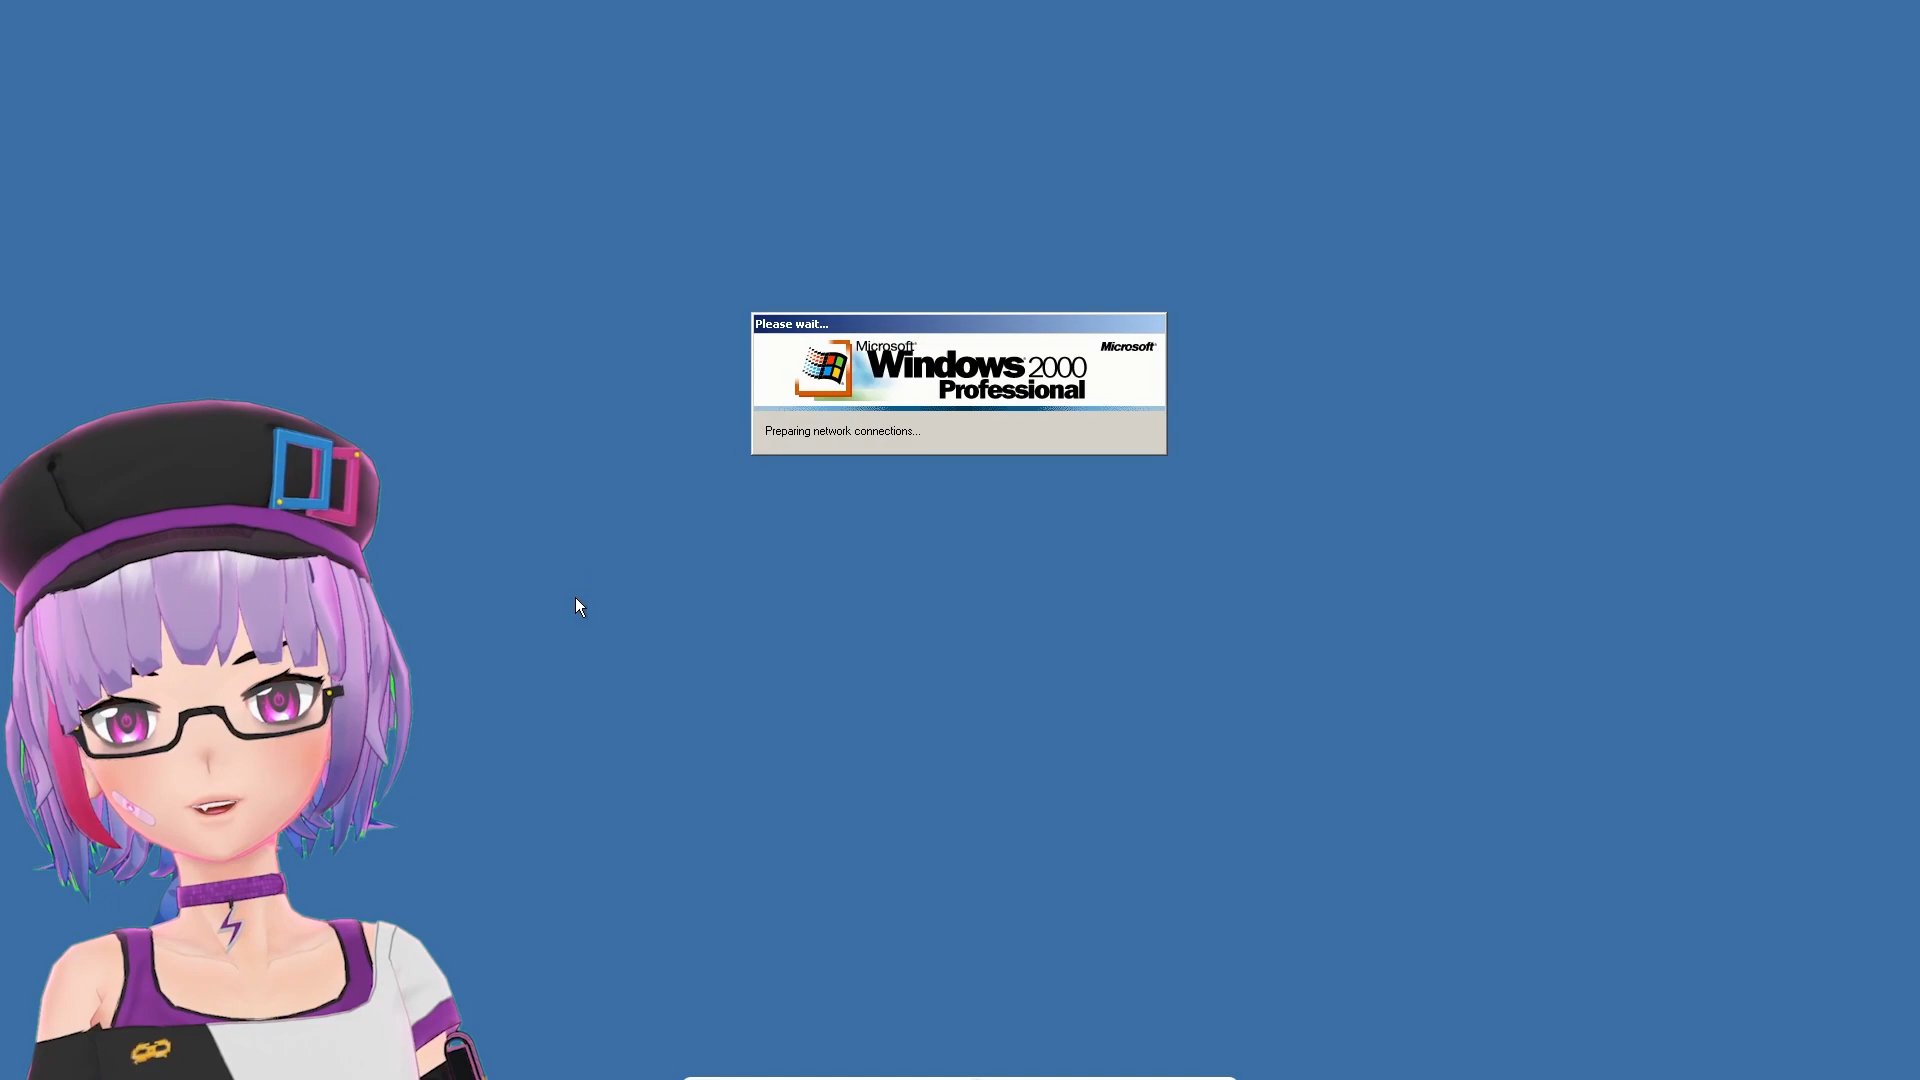 Please wait...
Microsoft®
Windows® 2000
Professional
Microsoft®
Preparing network connections...